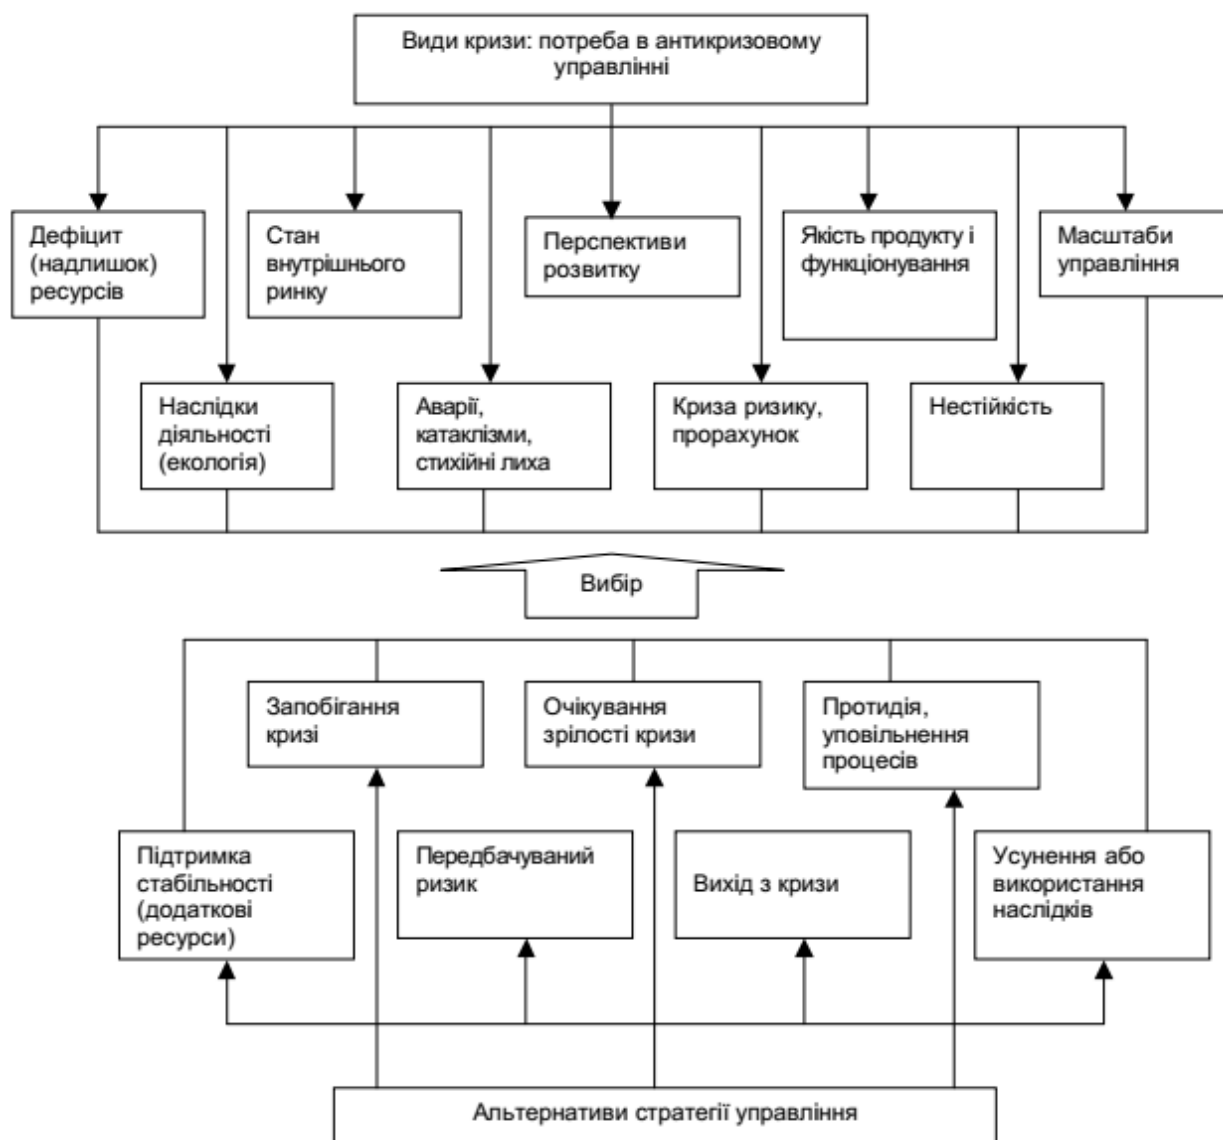 Види кризи: потреба в антикризовому
управлінні
Дефіцит
(надлишок)
ресурсів
Стан
внутрішнього
ринку
Перспективи
розвитку
Якість продукту і
функціонування
Масштаби
управління
Наслідки
діяльності
(екологія)
Аварії,
катаклізми,
стихійні лиха
Криза ризику,
прорахунок
Нестійкість
Вибір
Запобігання
кризі
Очікування
зрілості кризи
Протидія,
уповільнення
процесів
Підтримка
стабільності
(додаткові
ресурси)
Передбачуваний
ризик
Вихід з кризи
Усунення або
використання
наслідків
Альтернативи стратегії управління